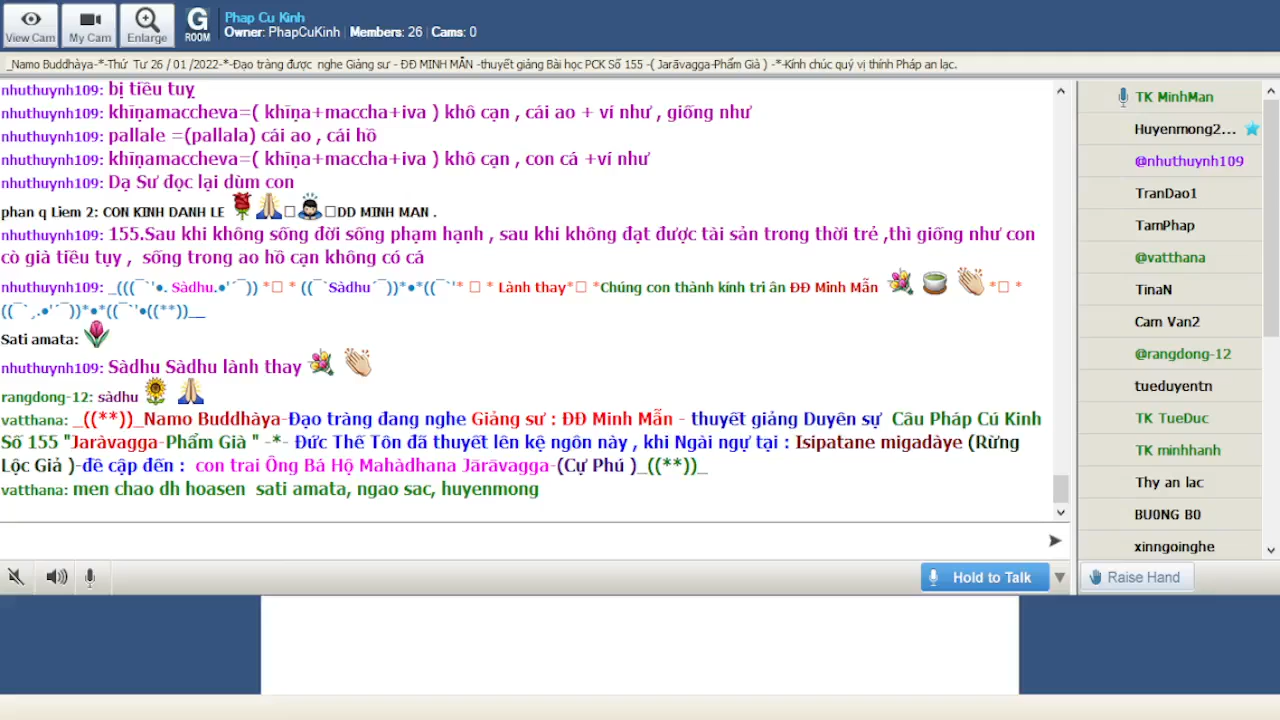 View Cam
My Cam
Enlarge
G
ROOM
Phap Cu Kinh
Owner: PhapCuKinh | Members: 26 | Cams: 0
_Namo Buddhàya-*-Thứ Tư 26 / 01 /2022-*-Đạo tràng được nghe Giảng sư - ĐĐ MINH MẪN -thuyết giảng Bài học PCK Số 155 -( Jarāvagga-Phẩm Già ) -*-Kính chúc quý vị thính Pháp an lạc.
nhuthuynh109: bị tiều tuỵ
nhuthuynh109: khīṇamaccheva=( khīṇa+maccha+iva ) khô cạn , cái ao + ví như , giống như
nhuthuynh109: pallale =(pallala) cái ao , cái hồ
nhuthuynh109: khīṇamaccheva=( khīṇa+maccha+iva ) khô cạn , con cá +ví như
nhuthuynh109: Dạ Sư đọc lại dùm con
phan q Liem 2: CON KINH DANH LE DD MINH MAN .
nhuthuynh109: 155.Sau khi không sống đời sống phạm hạnh , sau khi không đạt được tài sản trong thời trẻ ,thì giống như con
cò già tiều tụy , sống trong ao hồ cạn không có cá
nhuthuynh109: _(((¯`'•. Sàdhu.•'´¯)) *□ * ((¯`Sàdhu´¯))*•*((¯`'* □ * Lành thay*□ *Chúng con thành kính tri ân ĐĐ Minh Mẫn *□ *
((¯`¸.•'´¯))*•*((¯`'•((**))__
Sati amata:
nhuthuynh109: Sàdhu Sàdhu lành thay
rangdong-12: sàdhu
vatthana: _((**))_Namo Buddhàya-Đạo tràng đang nghe Giảng sư : ĐĐ Minh Mẫn - thuyết giảng Duyên sự Câu Pháp Cú Kinh
Số 155 "Jaràvagga-Phẩm Già " -*- Đức Thế Tôn đã thuyết lên kệ ngôn này , khi Ngài ngự tại : Isipatane migadàye (Rừng
Lộc Giả )-đề cập đến : con trai Ông Bá Hộ Mahàdhana Jārāvagga-(Cự Phú )_((**))_
vatthana: men chao dh hoasen sati amata, ngao sac, huyenmong
TK MinhMan
Huyenmong2...
@nhuthuynh109
TranDao1
TamPhap
@vatthana
TinaN
Cam Van2
@rangdong-12
tueduyentn
TK TueDuc
TK minhhanh
Thy an lac
BU0NG B0
xinngoinghe
Hold to Talk
Raise Hand